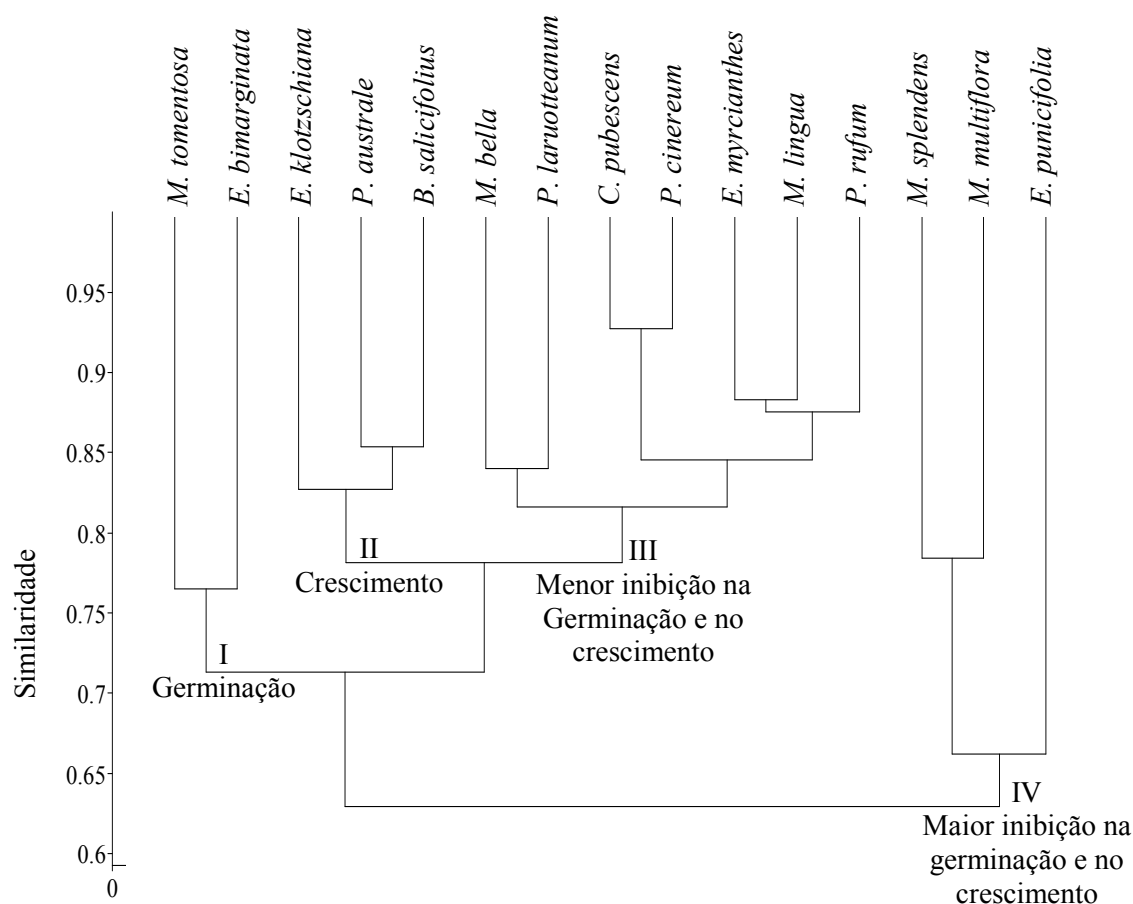 M. tomentosa
E. bimarginata
E. klotzschiana
P. australe
B. salicifolius
M. bella
P. laruotteanum
C. pubescens
P. cinereum
E. myrcianthes
M. lingua
P. rufum
M. splendens
M. multiflora
E. punicifolia
Similaridade
0.95
0.9
0.85
0.8
0.75
0.7
0.65
0.6
0
I
Germinação
II
Crescimento
III
Menor inibição na
Germinação e no
crescimento
IV
Maior inibição na
germinação e no
crescimento